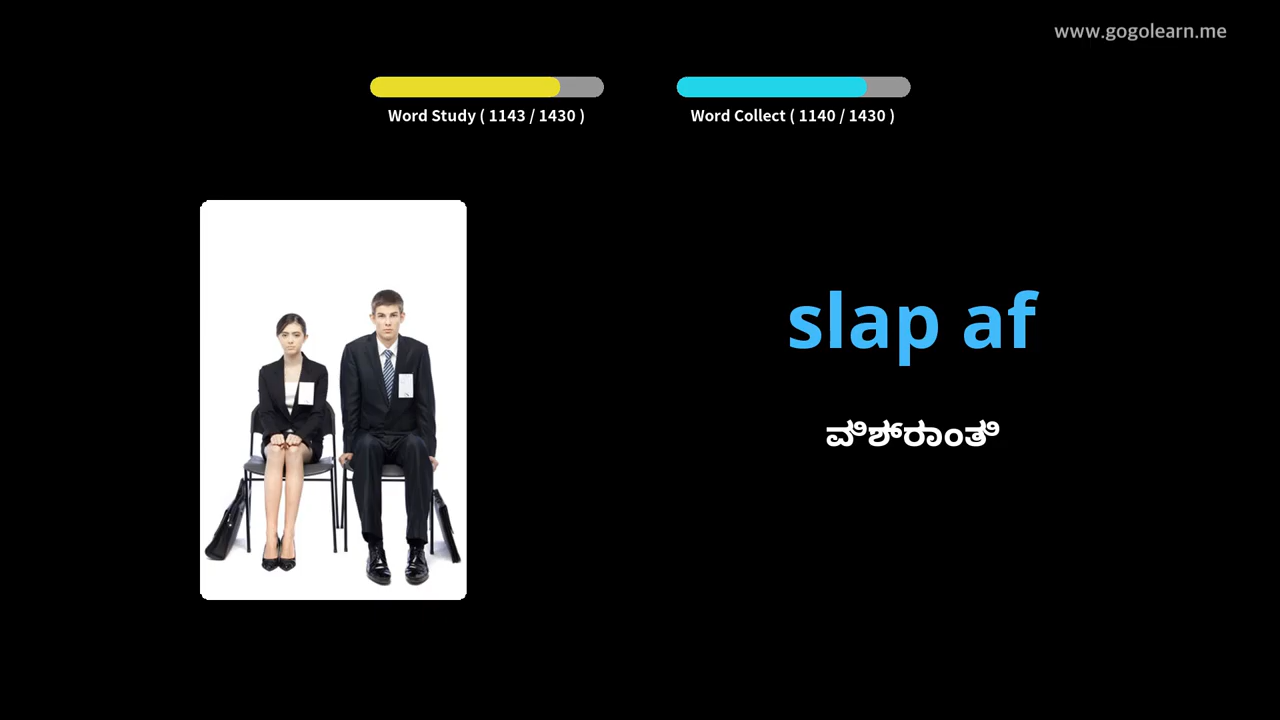 www.gogolearn.me
Word Study ( 1143 / 1430 )
Word Collect ( 1140 / 1430 )
slap af
ವಿಶ್ರಾಂತಿ